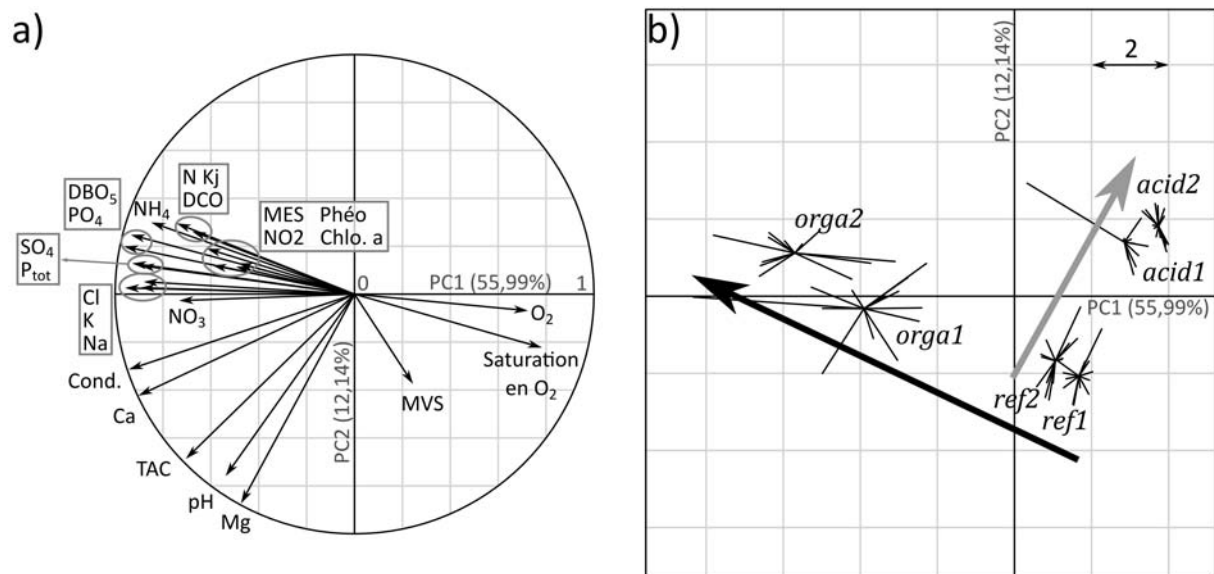 a)
DBO₅
PO₄
NH₄
N Kj
DCO
MES Phéo
NO2 Chlo. a
SO₄
Ptot
Cl
K
Na
NO₃
Cond.
Ca
TAC
pH
Mg
MVS
O₂
Saturation
en O₂
0
1
PC1 (55,99%)
PC2 (12,14%)
b)
PC2 (12,14%)
2
acid2
acid1
orga2
orga1
PC1 (55,99%)
ref2
ref1